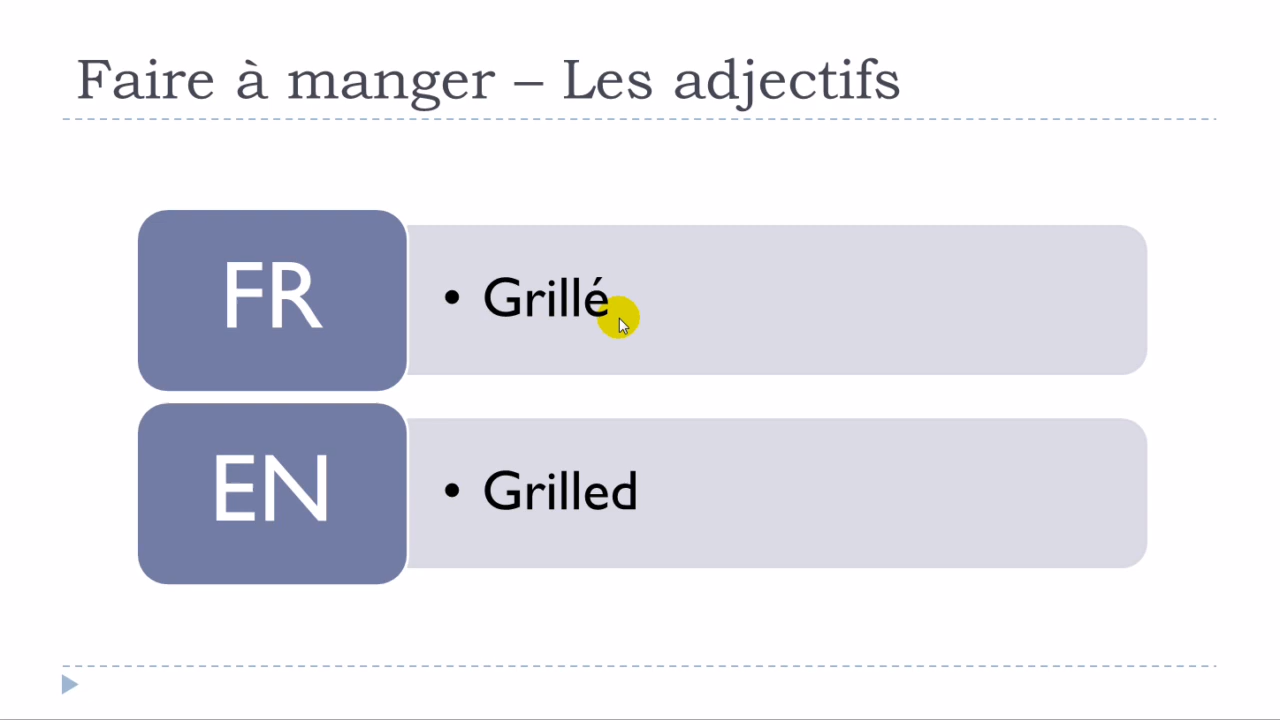 Faire à manger – Les adjectifs
FR
• Grillé
EN
• Grilled